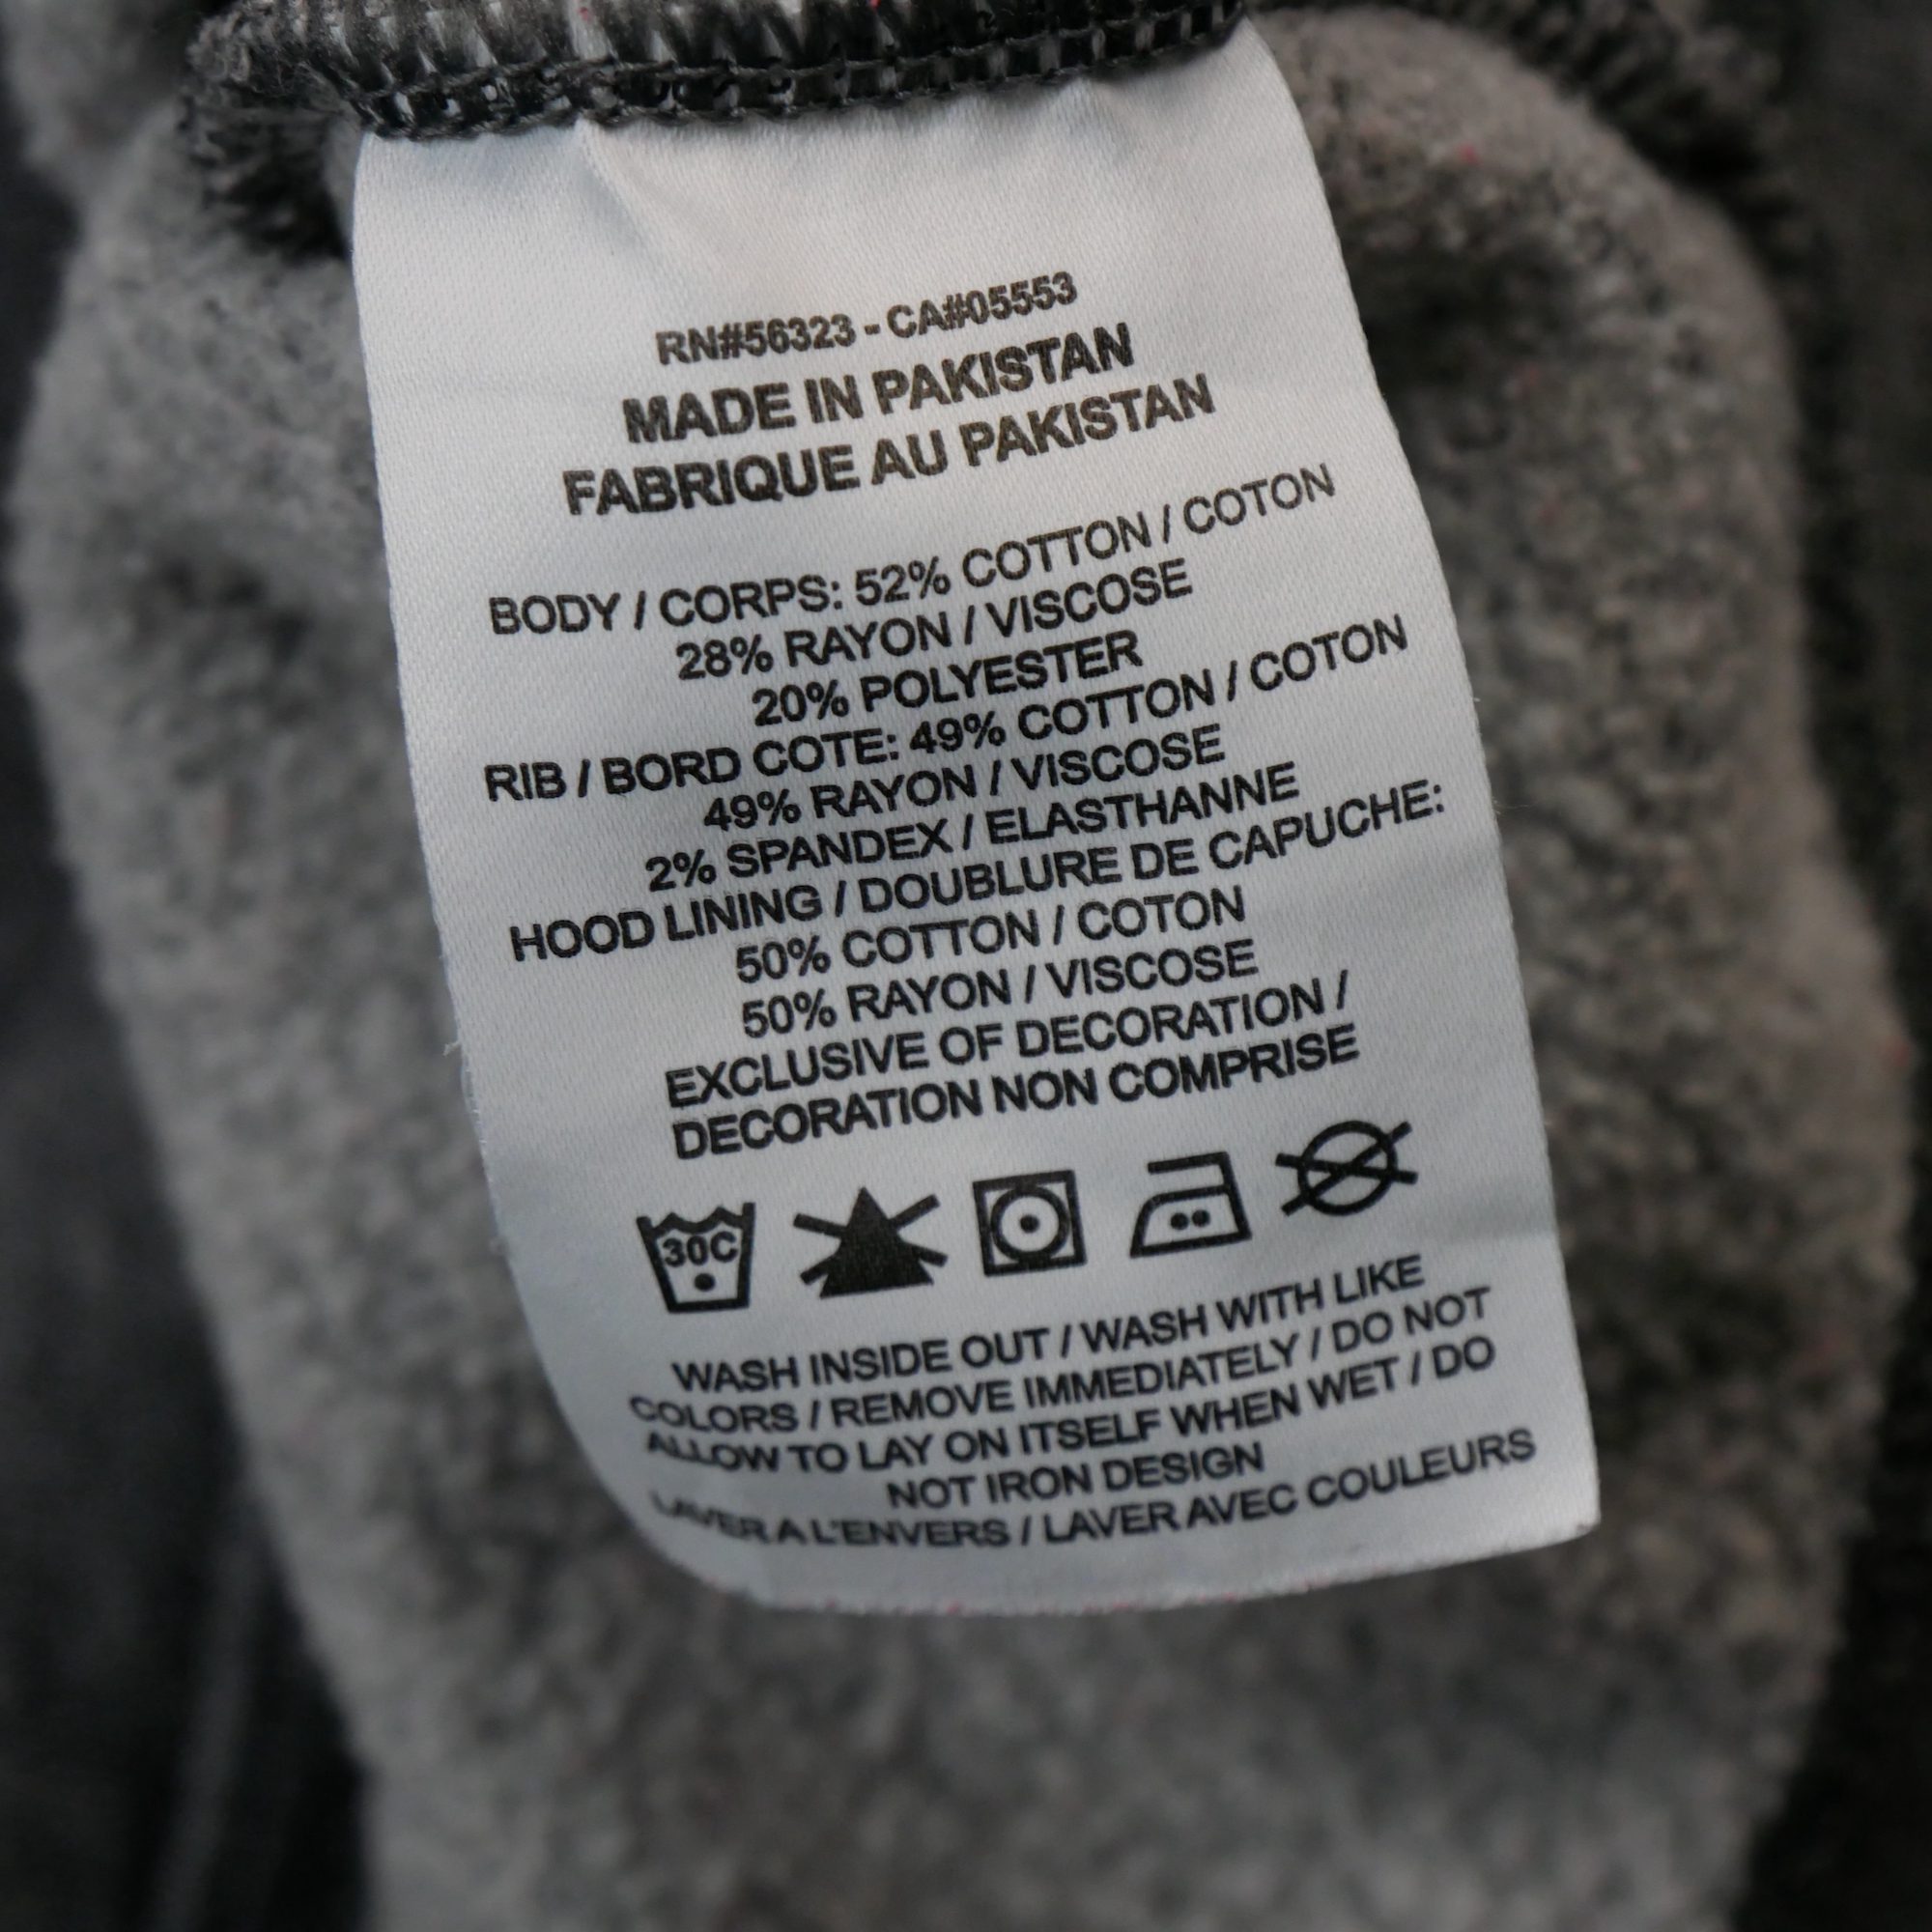 RN#56323 - CA#05553
MADE IN PAKISTAN
FABRIQUE AU PAKISTAN
BODY / CORPS: 52% COTTON / COTON
28% RAYON / VISCOSE
20% POLYESTER
RIB / BORD COTE: 49% COTTON / COTON
49% RAYON / VISCOSE
2% SPANDEX / ELASTHANNE
HOOD LINING / DOUBLURE DE CAPUCHE:
50% COTTON / COTON
50% RAYON / VISCOSE
EXCLUSIVE OF DECORATION /
DECORATION NON COMPRISE
30C
WASH INSIDE OUT / WASH WITH LIKE
COLORS / REMOVE IMMEDIATELY / DO NOT
ALLOW TO LAY ON ITSELF WHEN WET / DO
NOT IRON DESIGN
LAVER A L'ENVERS / LAVER AVEC COULEURS